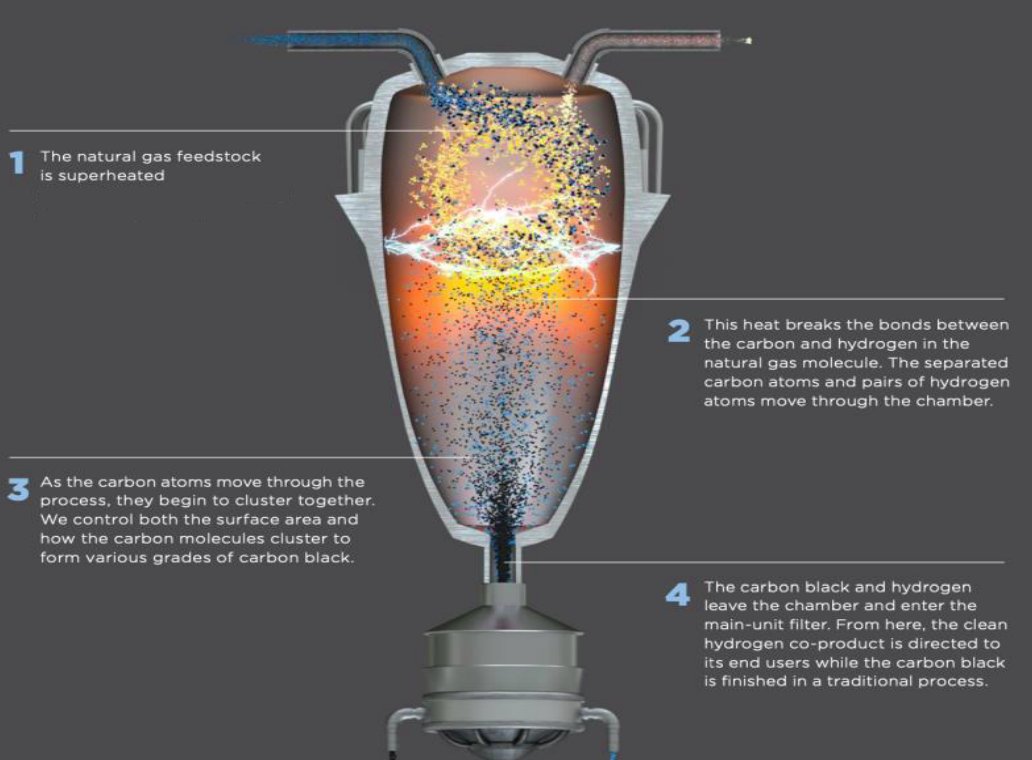 1
The natural gas feedstock
is superheated
2
This heat breaks the bonds between
the carbon and hydrogen in the
natural gas molecule. The separated
carbon atoms and pairs of hydrogen
atoms move through the chamber.
3
As the carbon atoms move through the
process, they begin to cluster together.
We control both the surface area and
how the carbon molecules cluster to
form various grades of carbon black.
4
The carbon black and hydrogen
leave the chamber and enter the
main-unit filter. From here, the clean
hydrogen co-product is directed to
its end users while the carbon black
is finished in a traditional process.